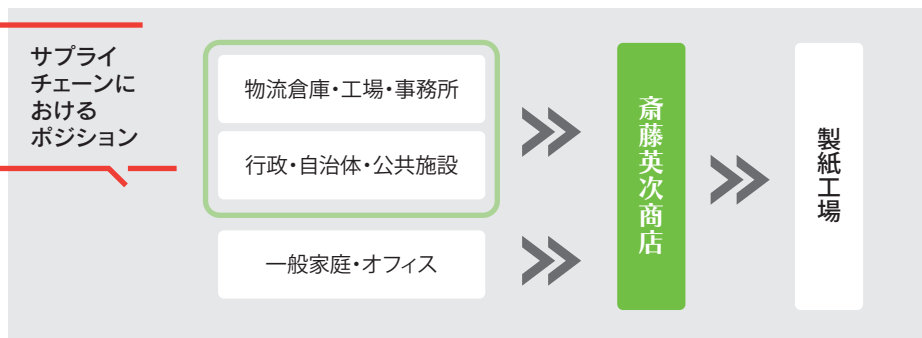 サプライ
チェーンに
おける
ポジション
物流倉庫・工場・事務所
行政・自治体・公共施設
一般家庭・オフィス
斎藤英次商店
製紙工場